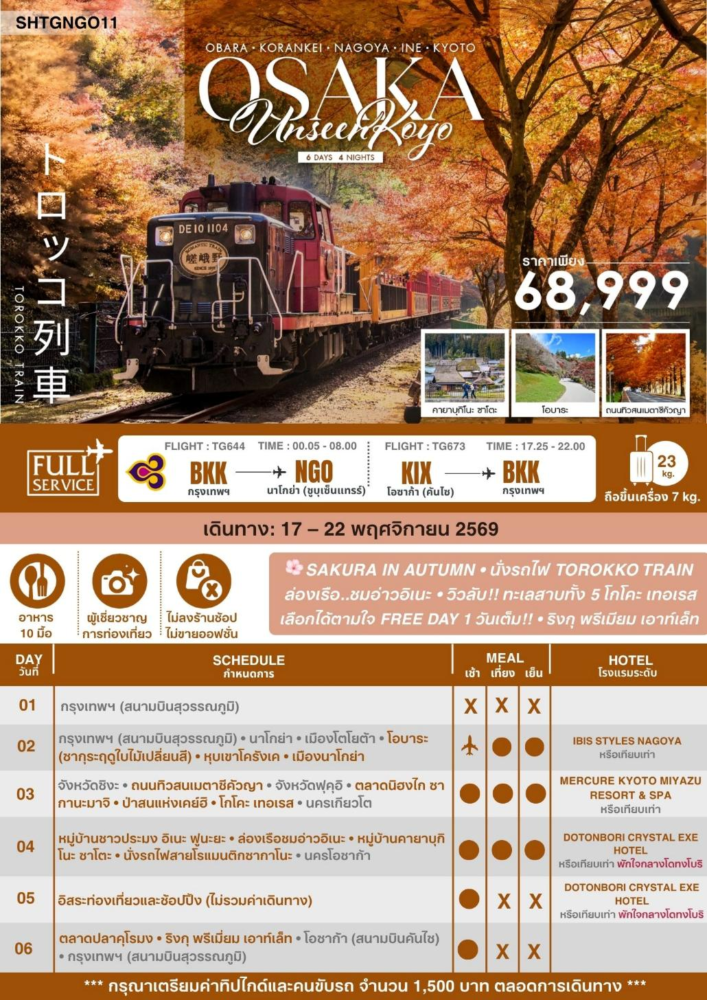 SHTGNGO11
OBARA • KORANKEI • NAGOYA • INE • KYOTO
OSAKA
Unseen Koyo
6 DAYS 4 NIGHTS
トロッコ列車
TOROKKO TRAIN
DE10 1104
ROMANTIC TRAIN
嵯峨野
ราคาเพียง
68,999
คายาบุกิโนะ ซาโตะ
โอบาระ
ถนนทิวสนเมตาซีคัวญา
FULL SERVICE
FLIGHT : TG644 TIME : 00.05 - 08.00
BKK NGO
กรุงเทพฯ นาโกย่า (ชูบุเซ็นแทรร์)
FLIGHT : TG673 TIME : 17.25 - 22.00
KIX BKK
โอซาก้า (คันไซ) กรุงเทพฯ
23 kg.
ถือขึ้นเครื่อง 7 kg.
เดินทาง: 17 – 22 พฤศจิกายน 2569
อาหาร
10 มื้อ
ผู้เชี่ยวชาญ
การท่องเที่ยว
ไม่ลงร้านช้อป
ไม่ขายออฟชั่น
🌸 SAKURA IN AUTUMN • นั่งรถไฟ TOROKKO TRAIN
ล่องเรือ..ชมอ่าวอิเนะ • วิวลับ!! ทะเลสาบทั้ง 5 โกโคะ เทอเรส
เลือกได้ตามใจ FREE DAY 1 วันเต็ม!! • ริงกุ พรีเมียม เอาท์เล็ท
DAY SCHEDULE MEAL HOTEL
วันที่ กำหนดการ เช้า เที่ยง เย็น โรงแรมระดับ
01 กรุงเทพฯ (สนามบินสุวรรณภูมิ) X X X
02 กรุงเทพฯ (สนามบินสุวรรณภูมิ) • นาโกย่า • เมืองโตโยต้า • โอบาระ
(ซากุระฤดูใบไม้เปลี่ยนสี) • หุบเขาโครังเค • เมืองนาโกย่า
IBIS STYLES NAGOYA
หรือเทียบเท่า
03 จังหวัดชิงะ • ถนนทิวสนเมตาซีคัวญา • จังหวัดฟุคุอิ • ตลาดนิฮงไก ซา
กานะมาจิ • ป่าสนแห่งเคย์ฮิ • โกโคะ เทอเรส • นครเกียวโต
MERCURE KYOTO MIYAZU
RESORT & SPA
หรือเทียบเท่า
04 หมู่บ้านชาวประมง อิเนะ ฟูนะยะ • ล่องเรือชมอ่าวอิเนะ • หมู่บ้านคายาบุกิ
โนะ ซาโตะ • นั่งรถไฟสายโรแมนติกซากาโนะ • นครโอซาก้า
DOTONBORI CRYSTAL EXE
HOTEL
หรือเทียบเท่า พักใจกลางโดทงโบริ
05 อิสระท่องเที่ยวและช้อปปิ้ง (ไม่รวมค่าเดินทาง) X X
DOTONBORI CRYSTAL EXE
HOTEL
หรือเทียบเท่า พักใจกลางโดทงโบริ
06 ตลาดปลาคุโรมง • ริงกุ พรีเมี่ยม เอาท์เล็ท • โอซาก้า (สนามบินคันไซ)
• กรุงเทพฯ (สนามบินสุวรรณภูมิ) X X
*** กรุณาเตรียมค่าทิปไกด์และคนขับรถ จำนวน 1,500 บาท ตลอดการเดินทาง ***